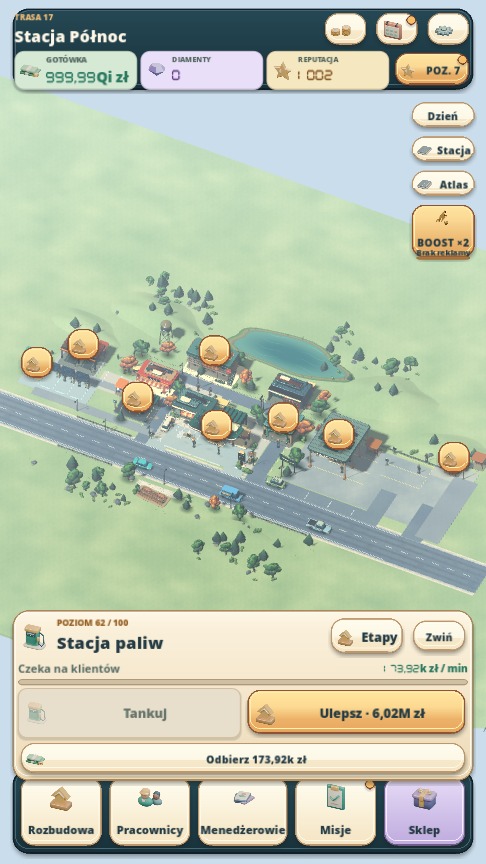 TRASA 17
Stacja Północ
GOTÓWKA
999,99Qi zł
DIAMENTY
0
REPUTACJA
1 002
POZ. 7
Dzień
Stacja
Atlas
BOOST ×2
Brak reklamy
POZIOM 62 / 100
Stacja paliw
Etapy
Zwiń
Czeka na klientów
173,92k zł / min
Tankuj
Ulepsz · 6,02M zł
Odbierz 173,92k zł
Rozbudowa
Pracownicy
Menedżerowie
Misje
Sklep